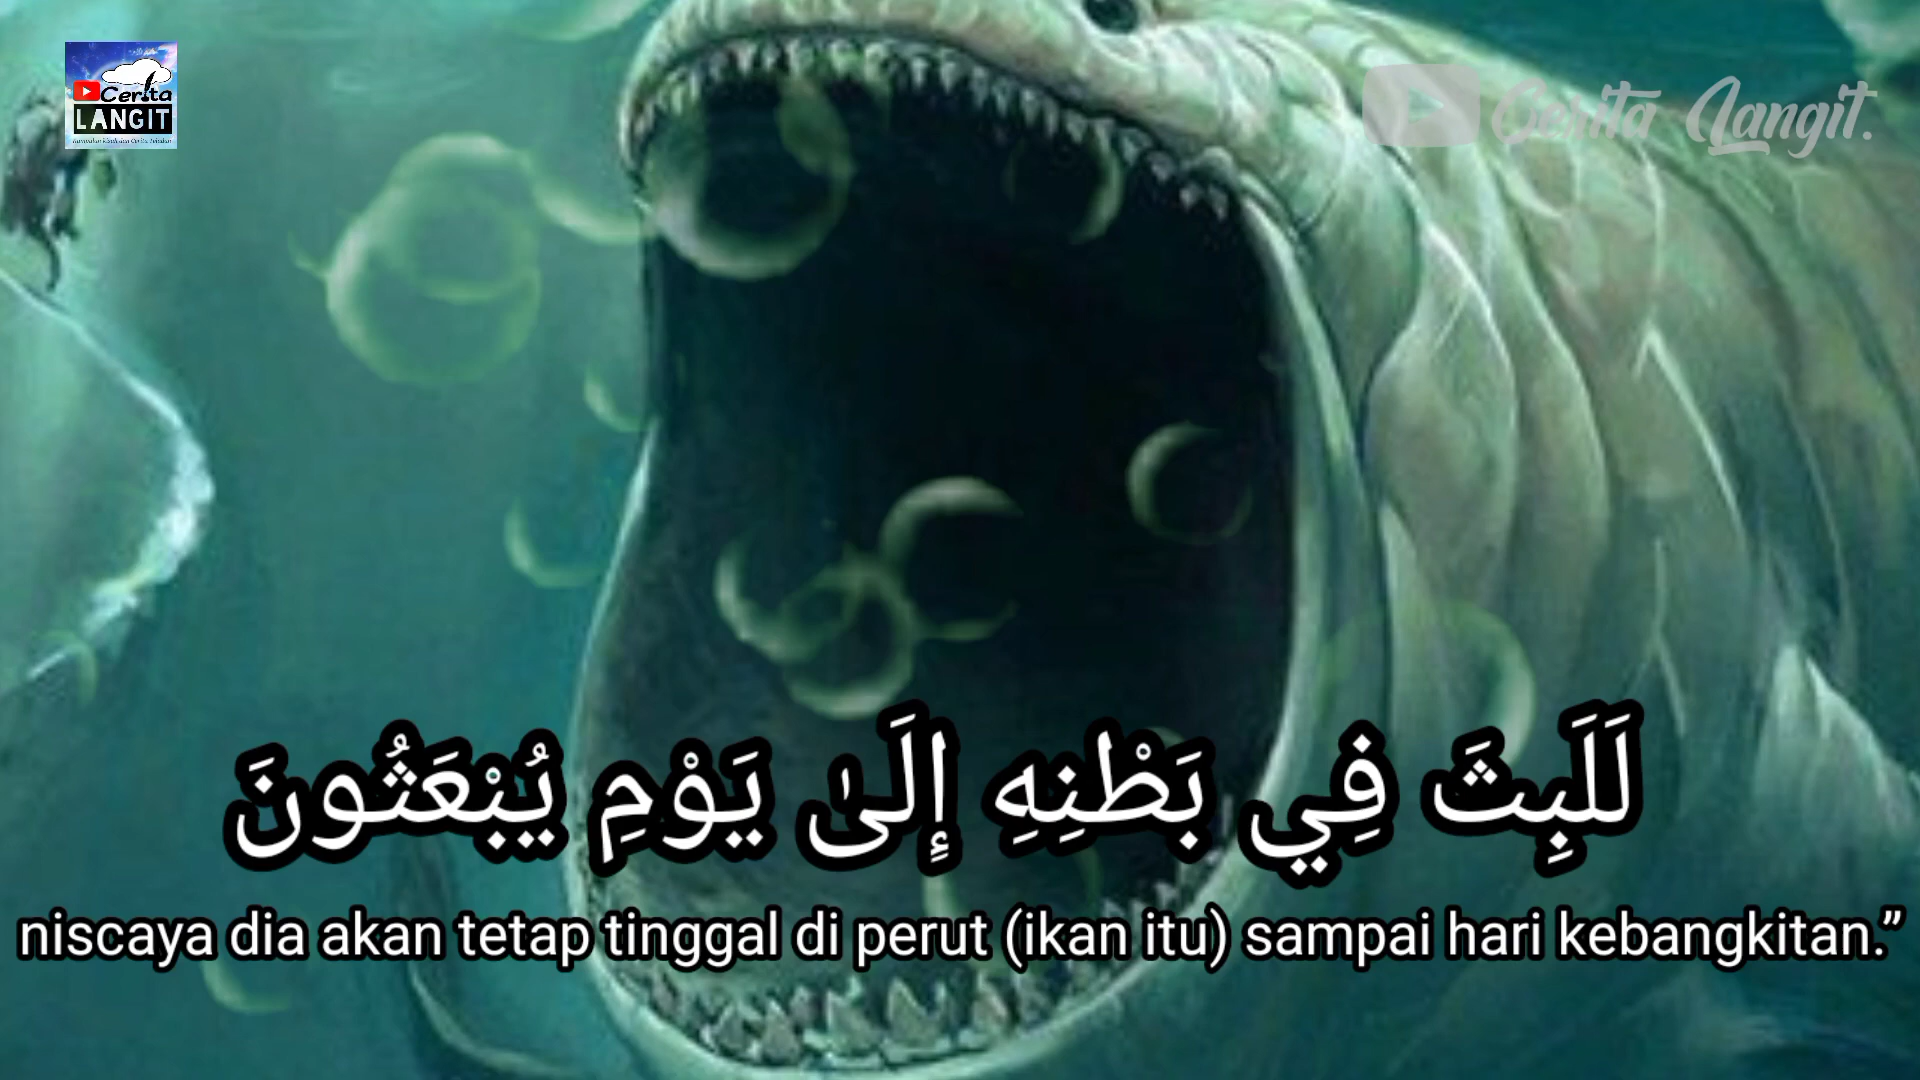 Cerita
LANGIT
Cerita Langit.
لَلَبِثَ فِي بَطْنِهِ إِلَىٰ يَوْمِ يُبْعَثُونَ
niscaya dia akan tetap tinggal di perut (ikan itu) sampai hari kebangkitan.”